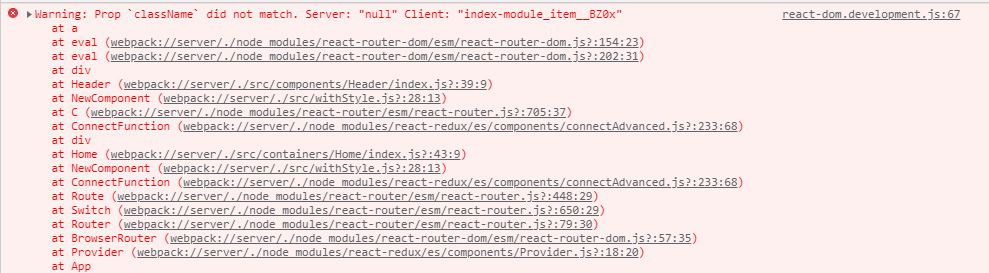 Warning: Prop `className` did not match. Server: "null" Client: "index-module_item__BZ0x" react-dom.development.js:67
at a
at eval (webpack://server/./node_modules/react-router-dom/esm/react-router-dom.js?:154:23)
at eval (webpack://server/./node_modules/react-router-dom/esm/react-router-dom.js?:202:31)
at div
at Header (webpack://server/./src/components/Header/index.js?:39:9)
at NewComponent (webpack://server/./src/withStyle.js?:28:13)
at C (webpack://server/./node_modules/react-router/esm/react-router.js?:705:37)
at ConnectFunction (webpack://server/./node_modules/react-redux/es/components/connectAdvanced.js?:233:68)
at div
at Home (webpack://server/./src/containers/Home/index.js?:43:9)
at NewComponent (webpack://server/./src/withStyle.js?:28:13)
at ConnectFunction (webpack://server/./node_modules/react-redux/es/components/connectAdvanced.js?:233:68)
at Route (webpack://server/./node_modules/react-router/esm/react-router.js?:448:29)
at Switch (webpack://server/./node_modules/react-router/esm/react-router.js?:650:29)
at Router (webpack://server/./node_modules/react-router/esm/react-router.js?:79:30)
at BrowserRouter (webpack://server/./node_modules/react-router-dom/esm/react-router-dom.js?:57:35)
at Provider (webpack://server/./node_modules/react-redux/es/components/Provider.js?:18:20)
at App